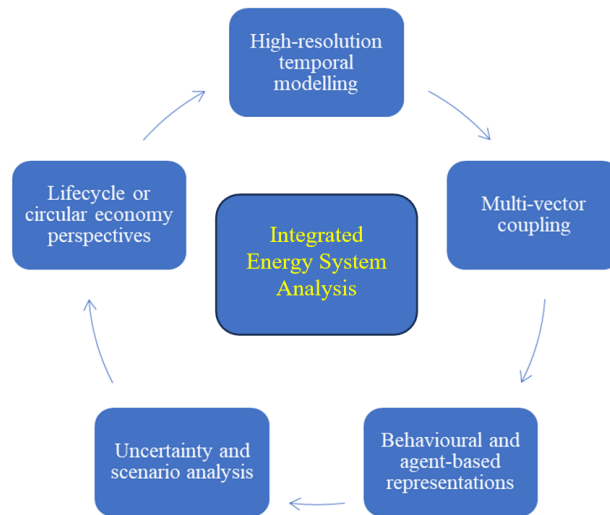 High-resolution
temporal
modelling
Multi-vector
coupling
Behavioural and
agent-based
representations
Uncertainty and
scenario analysis
Lifecycle or
circular economy
perspectives
Integrated
Energy System
Analysis